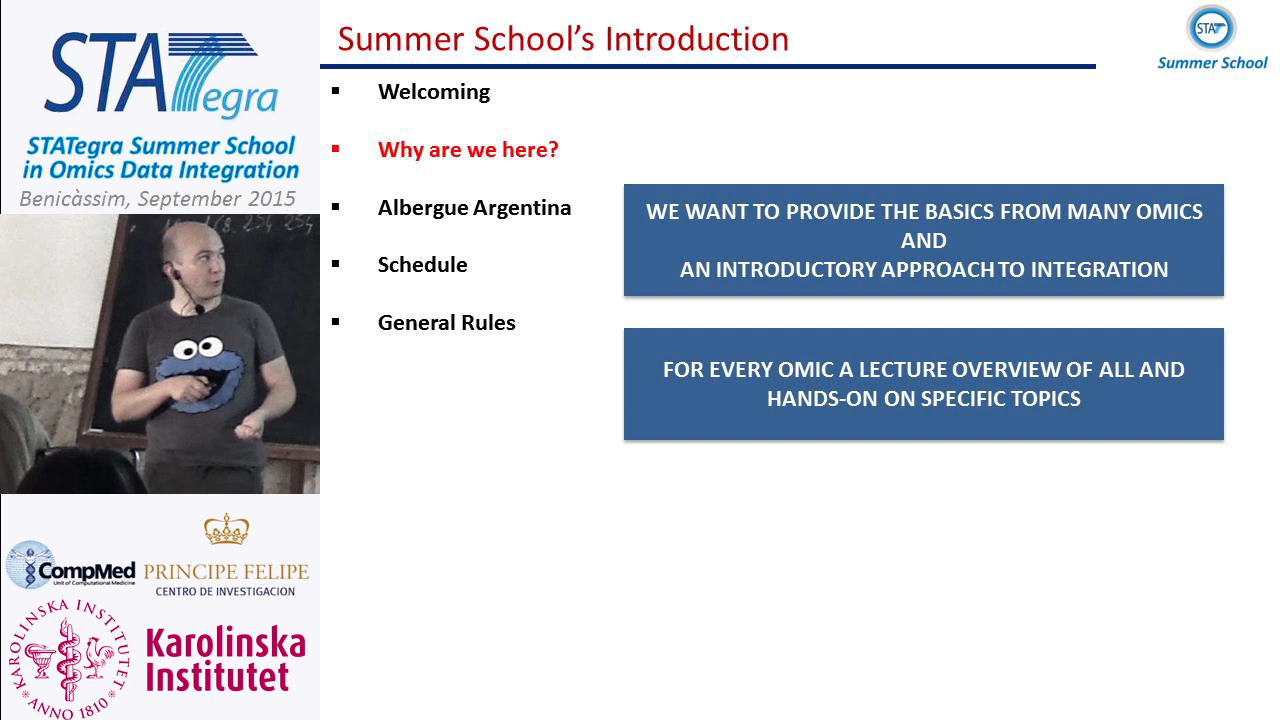 STATegra
STATegra Summer School
in Omics Data Integration
Benicàssim, September 2015
CompMed
Unit of Computational Medicine
PRINCIPE FELIPE
CENTRO DE INVESTIGACION
KAROLINSKA INSTITUTET
ANNO 1810
Karolinska
Institutet
Summer School's Introduction
STAT
Summer School
▪ Welcoming
▪ Why are we here?
▪ Albergue Argentina
▪ Schedule
▪ General Rules
WE WANT TO PROVIDE THE BASICS FROM MANY OMICS
AND
AN INTRODUCTORY APPROACH TO INTEGRATION
FOR EVERY OMIC A LECTURE OVERVIEW OF ALL AND
HANDS-ON ON SPECIFIC TOPICS